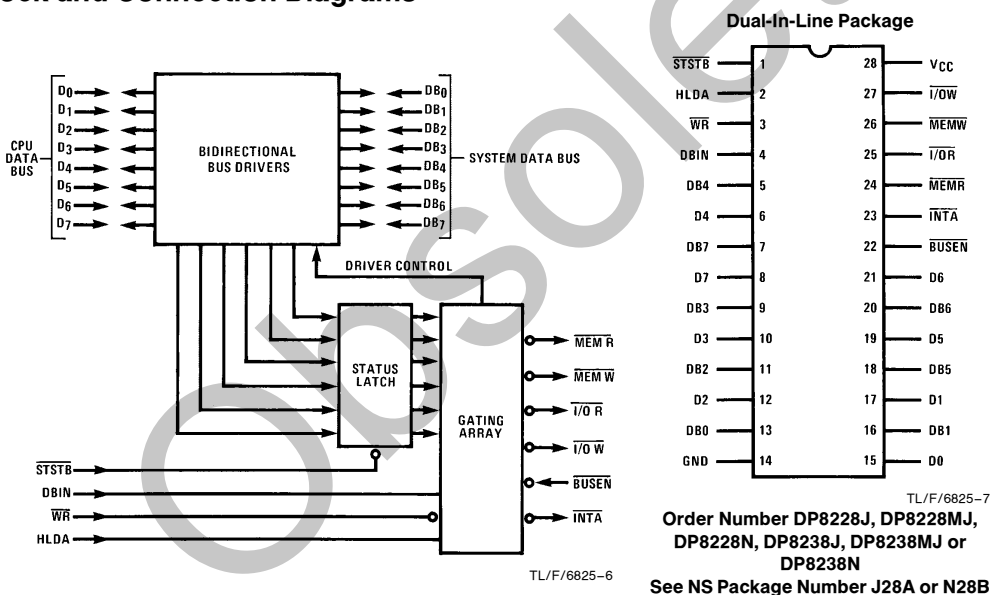 Block and Connection Diagrams
Dual-In-Line Package
CPU
DATA
BUS
D0
D1
D2
D3
D4
D5
D6
D7
BIDIRECTIONAL
BUS DRIVERS
DB0
DB1
DB2
DB3
DB4
DB5
DB6
DB7
SYSTEM DATA BUS
DRIVER CONTROL
STATUS
LATCH
GATING
ARRAY
MEM R
MEM W
I/O R
I/O W
BUSEN
INTA
STSTB
DBIN
WR
HLDA
TL/F/6825–6
STSTB 1 28 VCC
HLDA 2 27 I/OW
WR 3 26 MEMW
DBIN 4 25 I/OR
DB4 5 24 MEMR
D4 6 23 INTA
DB7 7 22 BUSEN
D7 8 21 D6
DB3 9 20 DB6
D3 10 19 D5
DB2 11 18 DB5
D2 12 17 D1
DB0 13 16 DB1
GND 14 15 D0
TL/F/6825–7
Order Number DP8228J, DP8228MJ,
DP8228N, DP8238J, DP8238MJ or
DP8238N
See NS Package Number J28A or N28B
Obsolete